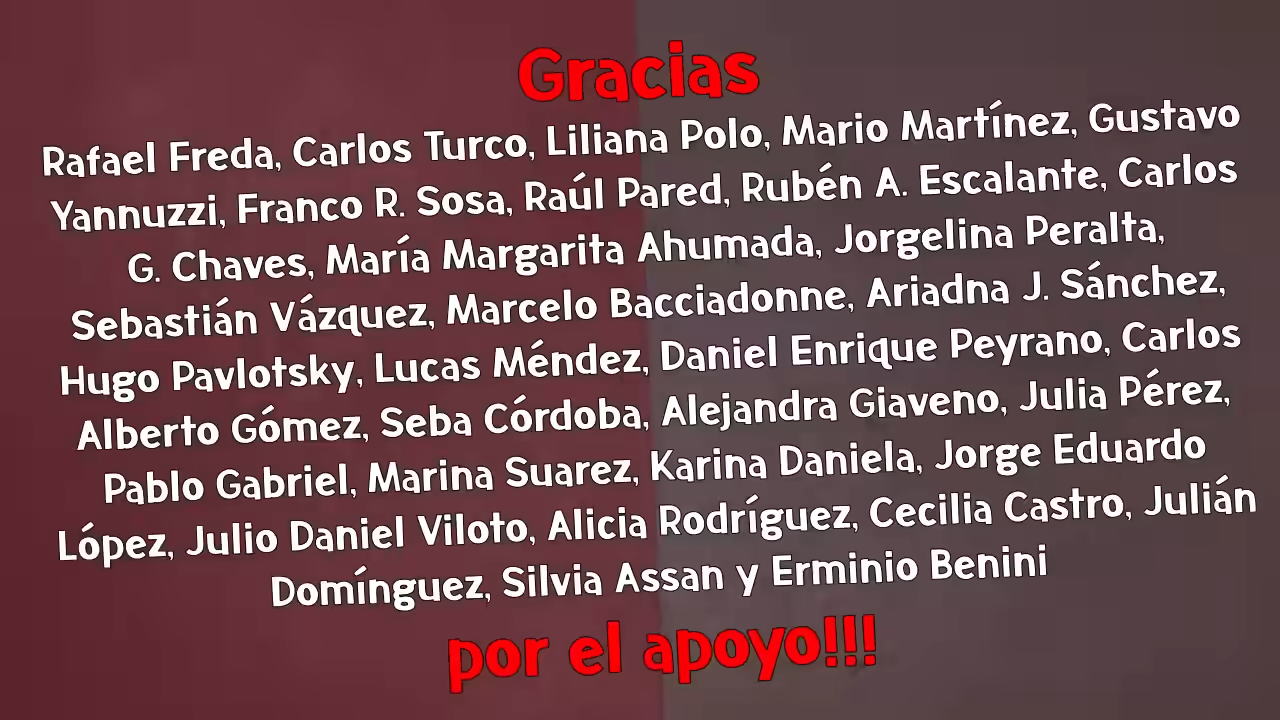 Gracias
Rafael Freda, Carlos Turco, Liliana Polo, Mario Martínez, Gustavo
Yannuzzi, Franco R. Sosa, Raúl Pared, Rubén A. Escalante, Carlos
G. Chaves, María Margarita Ahumada, Jorgelina Peralta,
Sebastián Vázquez, Marcelo Bacciadonne, Ariadna J. Sánchez,
Hugo Pavlotsky, Lucas Méndez, Daniel Enrique Peyrano, Carlos
Alberto Gómez, Seba Córdoba, Alejandra Giaveno, Julia Pérez,
Pablo Gabriel, Marina Suarez, Karina Daniela, Jorge Eduardo
López, Julio Daniel Viloto, Alicia Rodríguez, Cecilia Castro, Julián
Domínguez, Silvia Assan y Erminio Benini
por el apoyo!!!